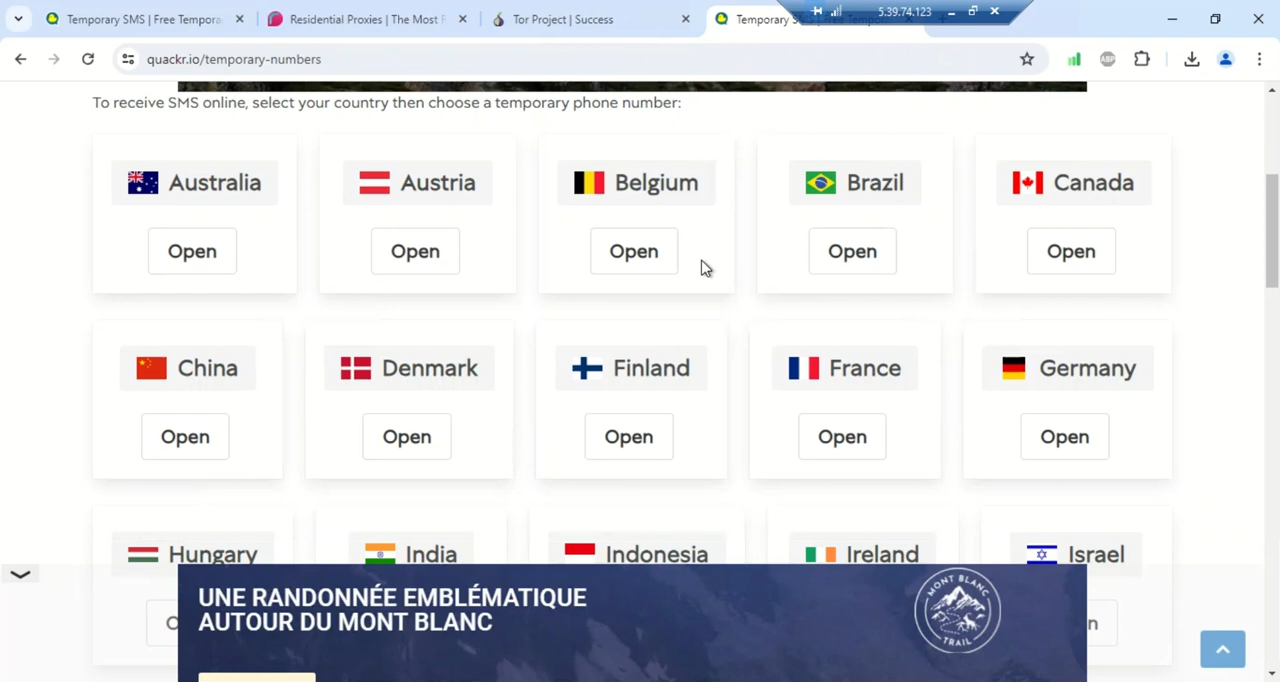 Temporary SMS | Free Tempora
Residential Proxies | The Most F
Tor Project | Success
Temporary
5.39.74.123
quackr.io/temporary-numbers
ABP
To receive SMS online, select your country then choose a temporary phone number:
Australia
Austria
Belgium
Brazil
Canada
Open
Open
Open
Open
Open
China
Denmark
Finland
France
Germany
Open
Open
Open
Open
Open
Hungary
India
Indonesia
Ireland
Israel
UNE RANDONNÉE EMBLÉMATIQUE
AUTOUR DU MONT BLANC
MONT BLANC
TRAIL